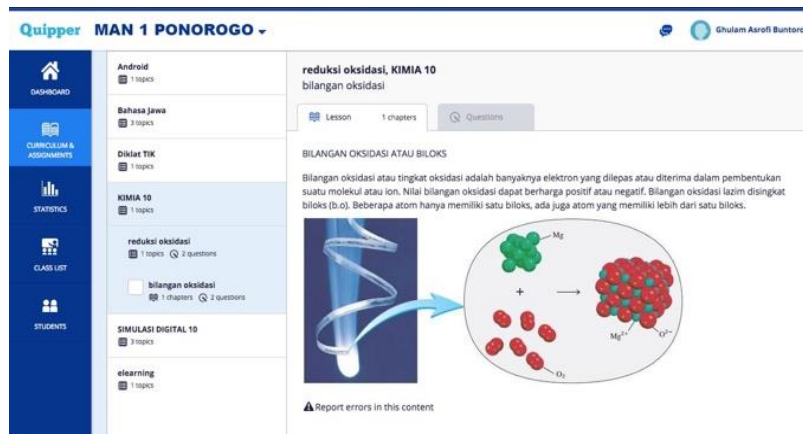 Quipper MAN 1 PONOROGO
Ghulam Asrofi Buntoro
DASHBOARD
CURRICULUM &
ASSIGNMENTS
STATISTICS
CLASS LIST
STUDENTS
Android
1 topics
Bahasa Jawa
3 topics
Diklat TIK
1 topics
KIMIA 10
1 topics
reduksi oksidasi
1 topics 2 questions
bilangan oksidasi
1 chapters 2 questions
SIMULASI DIGITAL 10
3 topics
elearning
1 topics
reduksi oksidasi, KIMIA 10
bilangan oksidasi
Lesson 1 chapters
Questions
BILANGAN OKSIDASI ATAU BILOKS
Bilangan oksidasi atau tingkat oksidasi adalah banyaknya elektron yang dilepas atau diterima dalam pembentukan
suatu molekul atau ion. Nilai bilangan oksidasi dapat berharga positif atau negatif. Bilangan oksidasi lazim disingkat
biloks (b.o). Beberapa atom hanya memiliki satu biloks, ada juga atom yang memiliki lebih dari satu biloks.
Mg
+
Mg²⁺
O²⁻
O₂
Report errors in this content